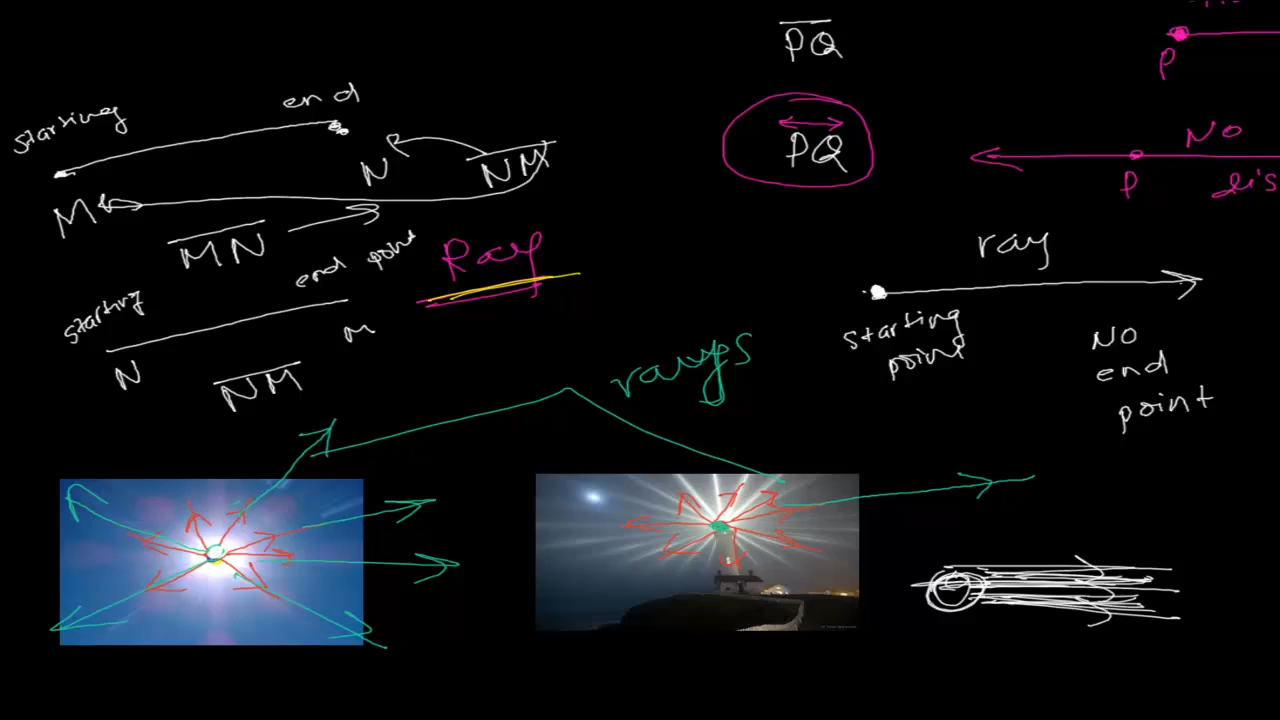 PQ
P
starting
end
N
NM
PQ
NO
P
dis
M
MN
Ray
ray
end point
starting
N
M
NM
starting
point
NO
end
point
rays